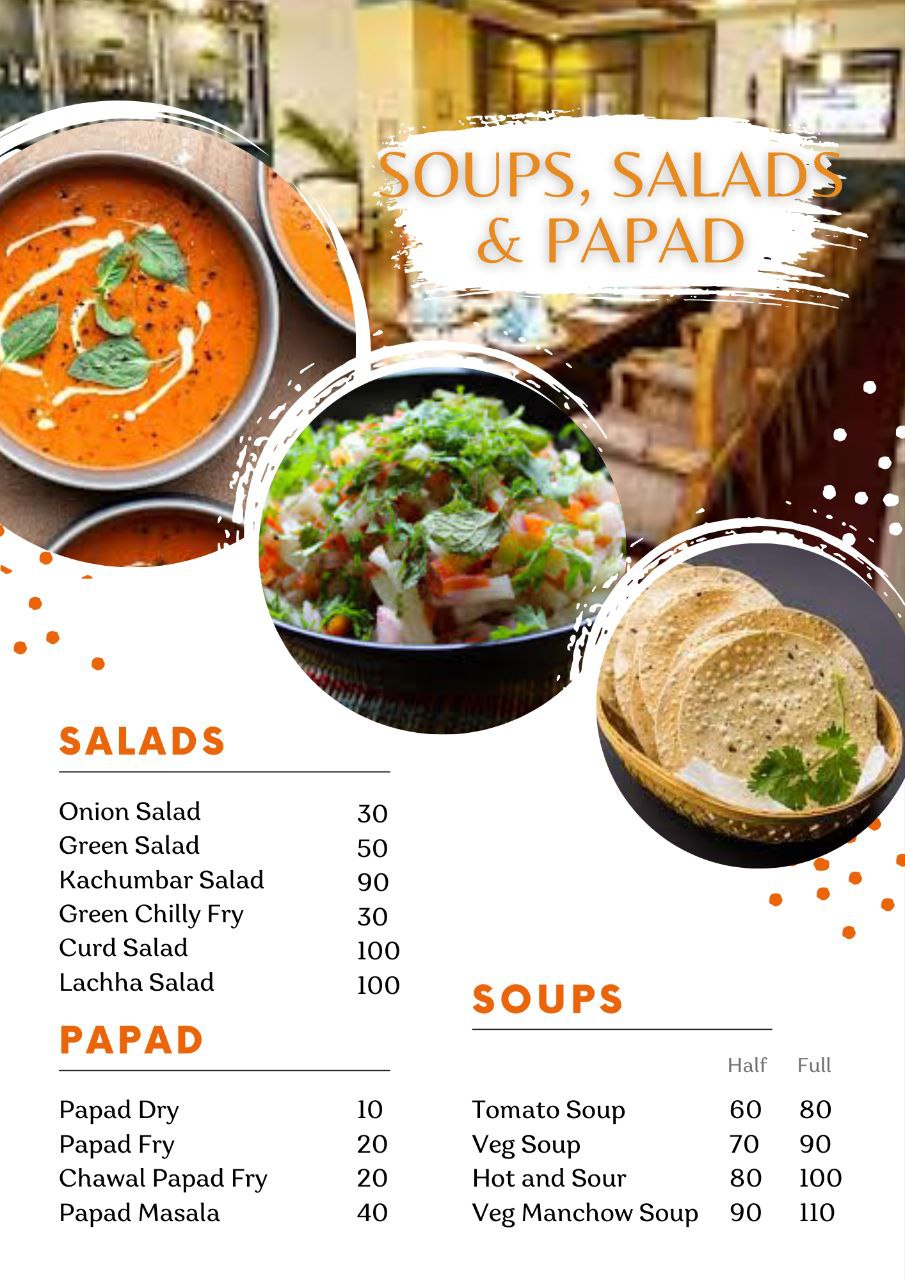 SOUPS, SALADS
& PAPAD
SALADS
Onion Salad 30
Green Salad 50
Kachumbar Salad 90
Green Chilly Fry 30
Curd Salad 100
Lachha Salad 100
PAPAD
Papad Dry 10
Papad Fry 20
Chawal Papad Fry 20
Papad Masala 40
SOUPS
Half Full
Tomato Soup 60 80
Veg Soup 70 90
Hot and Sour 80 100
Veg Manchow Soup 90 110